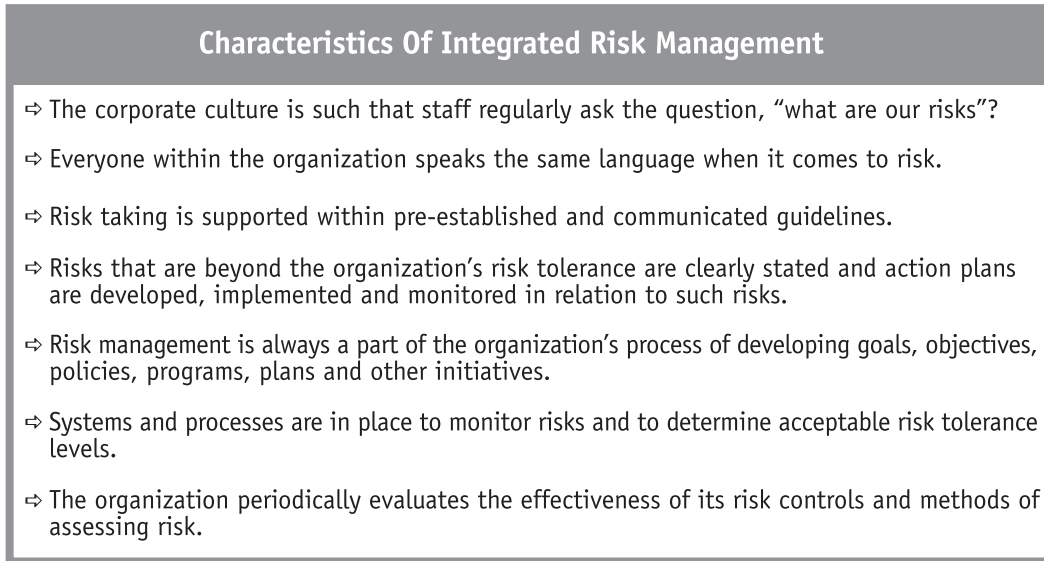 Characteristics Of Integrated Risk Management
⇨ The corporate culture is such that staff regularly ask the question, “what are our risks”?
⇨ Everyone within the organization speaks the same language when it comes to risk.
⇨ Risk taking is supported within pre-established and communicated guidelines.
⇨ Risks that are beyond the organization’s risk tolerance are clearly stated and action plans
are developed, implemented and monitored in relation to such risks.
⇨ Risk management is always a part of the organization’s process of developing goals, objectives,
policies, programs, plans and other initiatives.
⇨ Systems and processes are in place to monitor risks and to determine acceptable risk tolerance
levels.
⇨ The organization periodically evaluates the effectiveness of its risk controls and methods of
assessing risk.